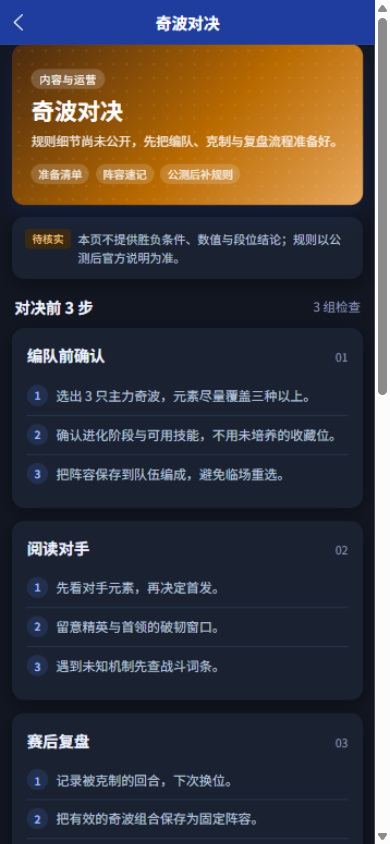 奇波对决
内容与运营
奇波对决
规则细节尚未公开，先把编队、克制与复盘流程准备好。
准备清单 阵容速记 公测后补规则
待核实 本页不提供胜负条件、数值与段位结论；规则以公
测后官方说明为准。
对决前 3 步 3 组检查
编队前确认 01
1 选出 3 只主力奇波，元素尽量覆盖三种以上。
2 确认进化阶段与可用技能，不用未培养的收藏位。
3 把阵容保存到队伍编成，避免临场重选。
阅读对手 02
1 先看对手元素，再决定首发。
2 留意精英与首领的破韧窗口。
3 遇到未知机制先查战斗词条。
赛后复盘 03
1 记录被克制的回合，下次换位。
2 把有效的奇波组合保存为固定阵容。